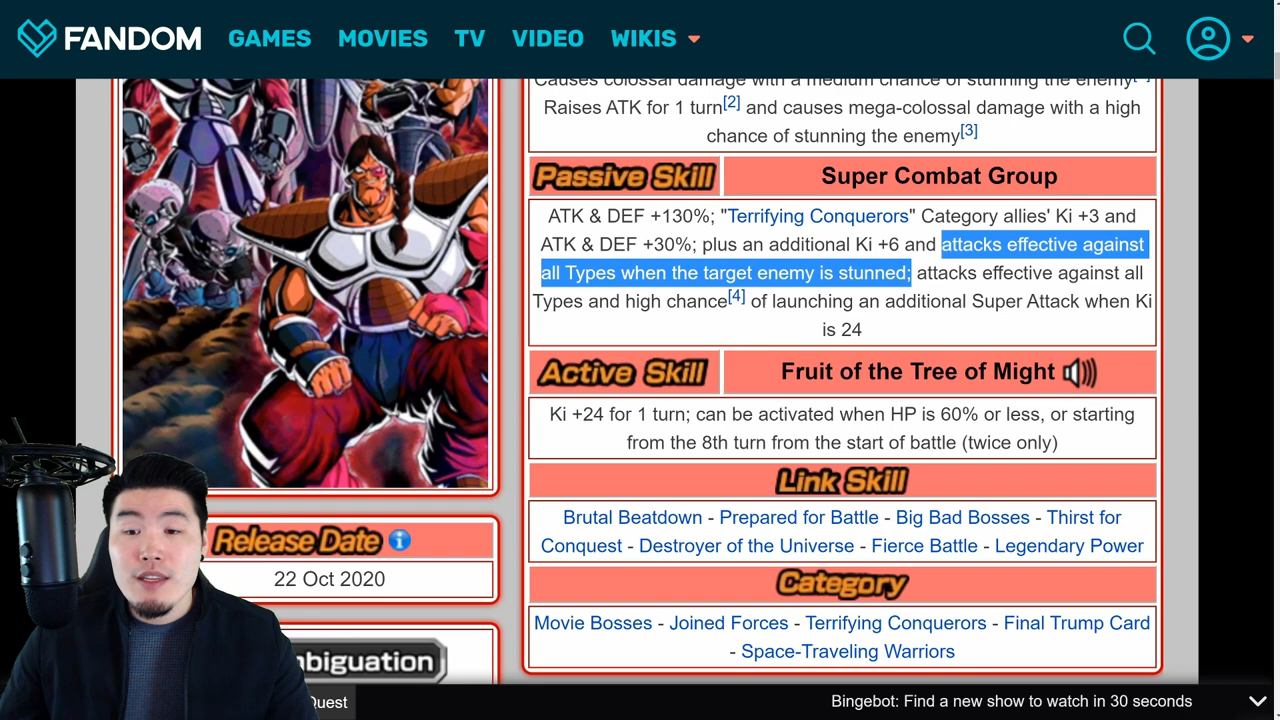 FANDOM GAMES MOVIES TV VIDEO WIKIS
Causes colossal damage with a medium chance of stunning the enemy
Raises ATK for 1 turn[2] and causes mega-colossal damage with a high
chance of stunning the enemy[3]
Passive Skill Super Combat Group
ATK & DEF +130%; "Terrifying Conquerors" Category allies' Ki +3 and
ATK & DEF +30%; plus an additional Ki +6 and attacks effective against
all Types when the target enemy is stunned; attacks effective against all
Types and high chance[4] of launching an additional Super Attack when Ki
is 24
Active Skill Fruit of the Tree of Might
Ki +24 for 1 turn; can be activated when HP is 60% or less, or starting
from the 8th turn from the start of battle (twice only)
Link Skill
Brutal Beatdown - Prepared for Battle - Big Bad Bosses - Thirst for
Conquest - Destroyer of the Universe - Fierce Battle - Legendary Power
Category
Movie Bosses - Joined Forces - Terrifying Conquerors - Final Trump Card
- Space-Traveling Warriors
Release Date i
22 Oct 2020
mbiguation
Quest
Bingebot: Find a new show to watch in 30 seconds